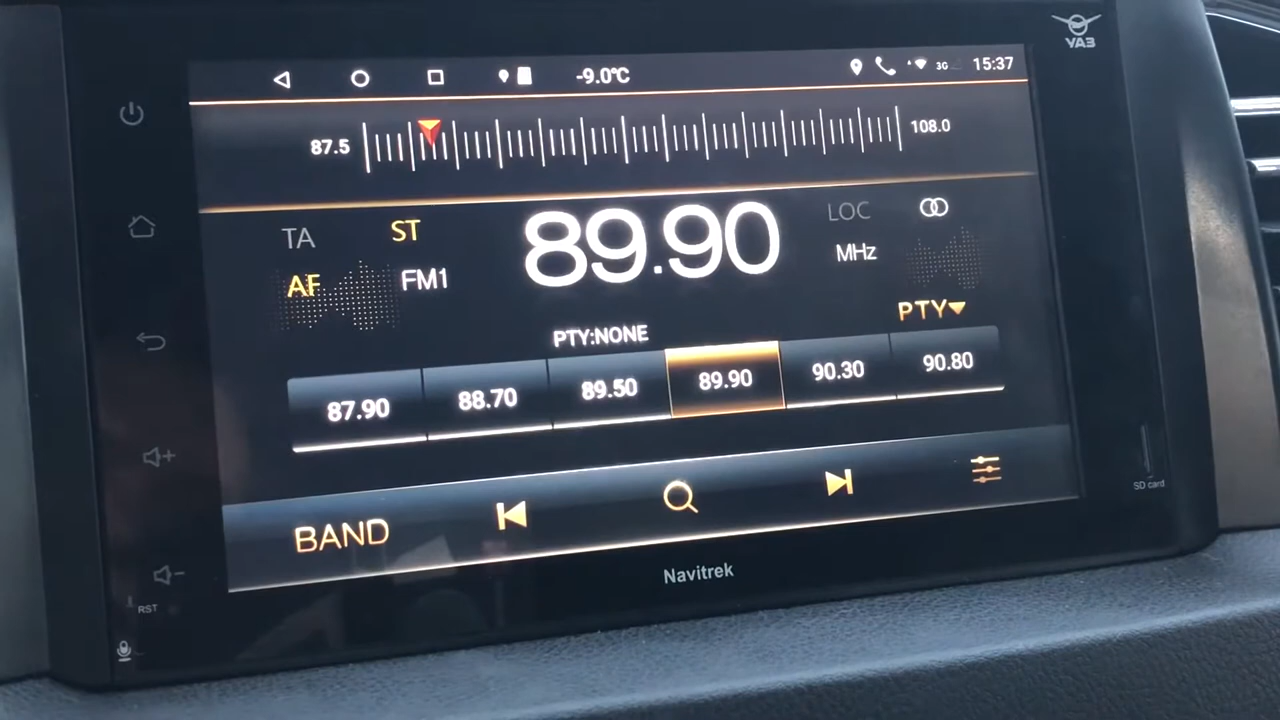 УАЗ
-9.0℃
3G
15:37
87.5
108.0
TA
ST
89.90
LOC
AF
FM1
MHz
PTY
PTY:NONE
87.90
88.70
89.50
89.90
90.30
90.80
BAND
SD card
Navitrek
RST